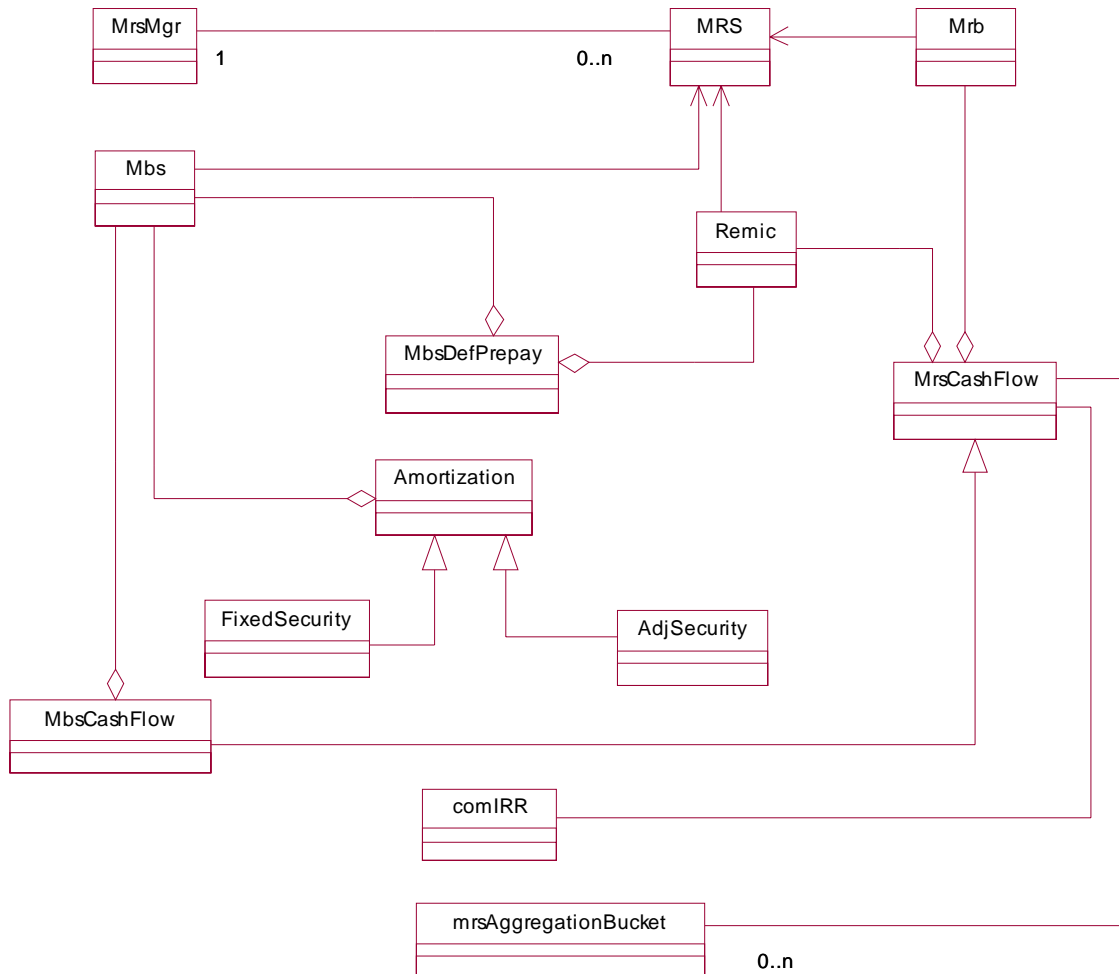 MrsMgr
MRS
Mrb
1
0..n
Mbs
Remic
MbsDefPrepay
MrsCashFlow
Amortization
FixedSecurity
AdjSecurity
MbsCashFlow
comIRR
mrsAggregationBucket
0..n